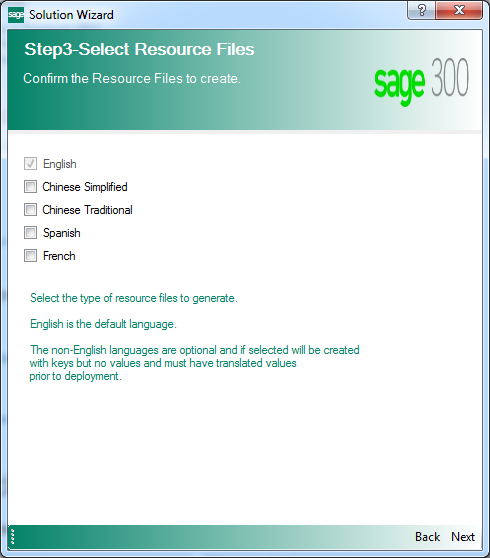 sage Solution Wizard
Step3-Select Resource Files
Confirm the Resource Files to create.
sage 300
English
Chinese Simplified
Chinese Traditional
Spanish
French
Select the type of resource files to generate.
English is the default language.
The non-English languages are optional and if selected will be created
with keys but no values and must have translated values
prior to deployment.
Back Next